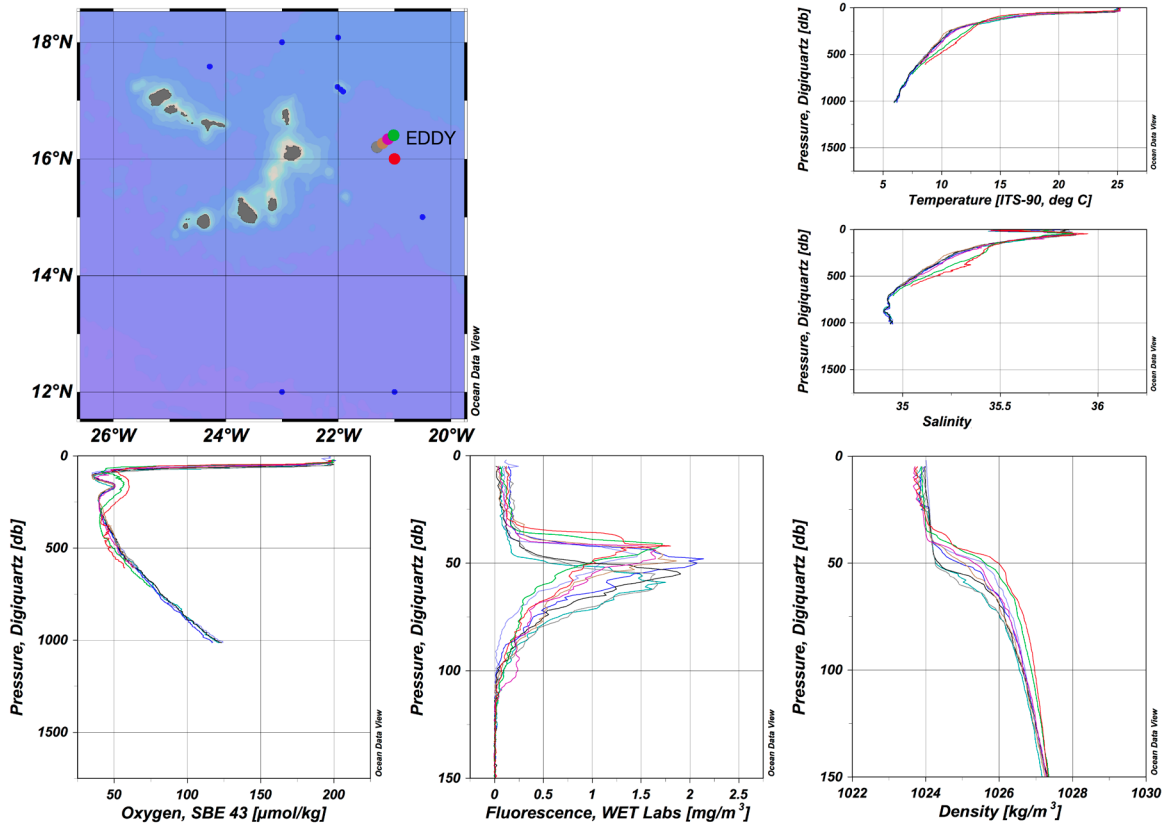 18°N
16°N
14°N
12°N
26°W 24°W 22°W 20°W
EDDY
Ocean Data View
0
500
1000
1500
Pressure, Digiquartz [db]
5 10 15 20 25
Temperature [ITS-90, deg C]
Ocean Data View
0
500
1000
1500
Pressure, Digiquartz [db]
35 35.5 36
Salinity
Ocean Data View
0
500
1000
1500
Pressure, Digiquartz [db]
50 100 150 200
Oxygen, SBE 43 [µmol/kg]
Ocean Data View
0
50
100
150
Pressure, Digiquartz [db]
0 0.5 1 1.5 2 2.5
Fluorescence, WET Labs [mg/m³]
Ocean Data View
0
50
100
150
Pressure, Digiquartz [db]
1022 1024 1026 1028 1030
Density [kg/m³]
Ocean Data View